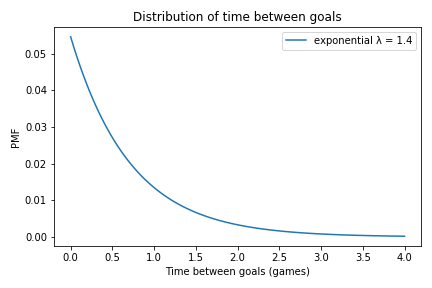 Distribution of time between goals
exponential λ = 1.4
PMF
0.05
0.04
0.03
0.02
0.01
0.00
0.0 0.5 1.0 1.5 2.0 2.5 3.0 3.5 4.0
Time between goals (games)